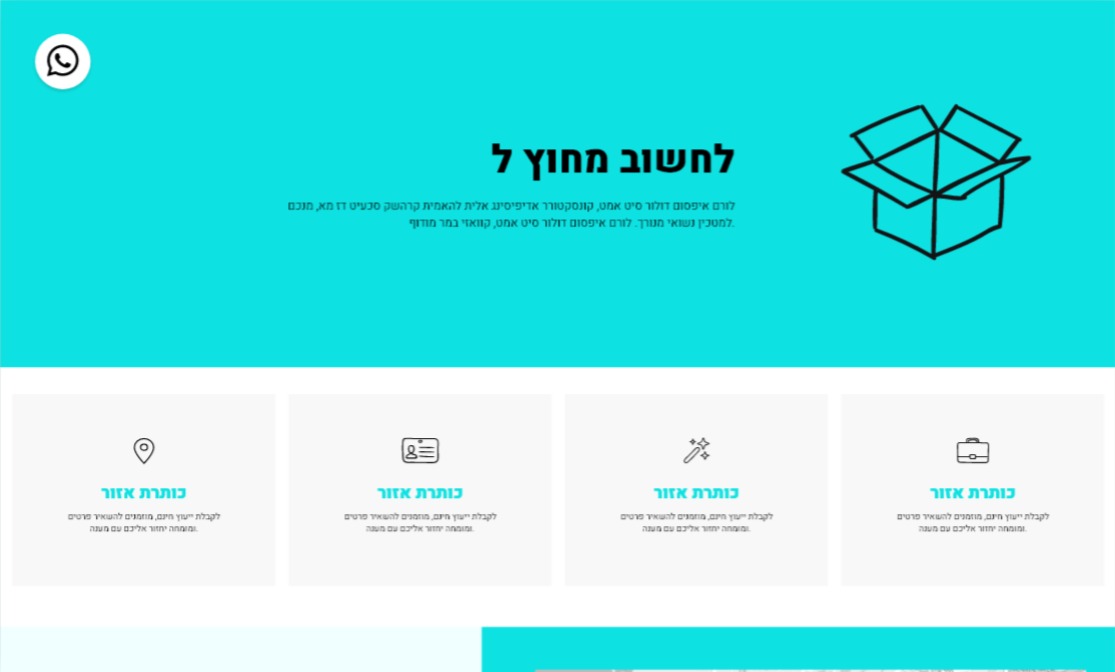 לחשוב מחוץ ל
לורם איפסום דולור סיט אמט, קונסקטורר אדיפיסינג אלית להאמית קרהשק סכעיט דז מא, מנכם
למטכין נשואי מנורך. לורם איפסום דולור סיט אמט, קוואזי במר מודוף.
כותרת אזור
לקבלת ייעוץ חינם, מוזמנים להשאיר פרטים
ומומחה יחזור אליכם עם מענה.
כותרת אזור
לקבלת ייעוץ חינם, מוזמנים להשאיר פרטים
ומומחה יחזור אליכם עם מענה.
כותרת אזור
לקבלת ייעוץ חינם, מוזמנים להשאיר פרטים
ומומחה יחזור אליכם עם מענה.
כותרת אזור
לקבלת ייעוץ חינם, מוזמנים להשאיר פרטים
ומומחה יחזור אליכם עם מענה.